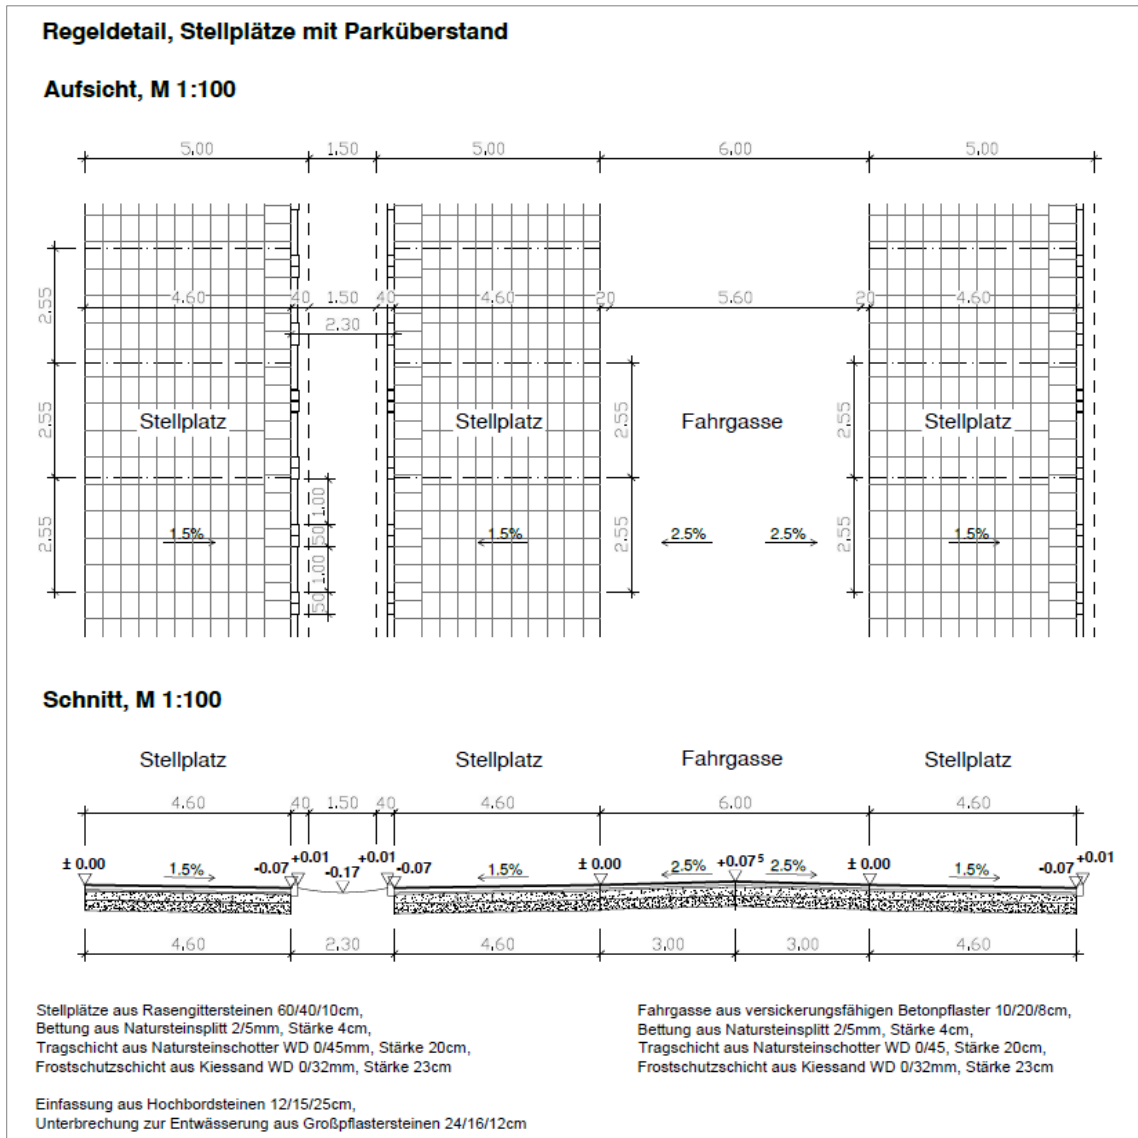 Regeldetail, Stellplätze mit Parküberstand
Aufsicht, M 1:100
5.00 1.50 5.00 6.00 5.00
4.60 40 1.50 40 4.60 20 5.60 20 4.60
2.30
2.55
2.55 2.55 2.55
Stellplatz Stellplatz Fahrgasse Stellplatz
1.00
2.55 50 2.55 2.55
1.5% 1.5% 2.5% 2.5% 1.5%
1.00
50
Schnitt, M 1:100
Stellplatz Stellplatz Fahrgasse Stellplatz
4.60 40 1.50 40 4.60 6.00 4.60
± 0.00 1.5% -0.07 +0.01 -0.17 +0.01 -0.07 1.5% ± 0.00 2.5% +0.07⁵ 2.5% ± 0.00 1.5% -0.07 +0.01
4.60 2.30 4.60 3.00 3.00 4.60
Stellplätze aus Rasengittersteinen 60/40/10cm,
Bettung aus Natursteinsplitt 2/5mm, Stärke 4cm,
Tragschicht aus Natursteinschotter WD 0/45mm, Stärke 20cm,
Frostschutzschicht aus Kiessand WD 0/32mm, Stärke 23cm
Einfassung aus Hochbordsteinen 12/15/25cm,
Unterbrechung zur Entwässerung aus Großpflastersteinen 24/16/12cm
Fahrgasse aus versickerungsfähigen Betonpflaster 10/20/8cm,
Bettung aus Natursteinsplitt 2/5mm, Stärke 4cm,
Tragschicht aus Natursteinschotter WD 0/45, Stärke 20cm,
Frostschutzschicht aus Kiessand WD 0/32mm, Stärke 23cm